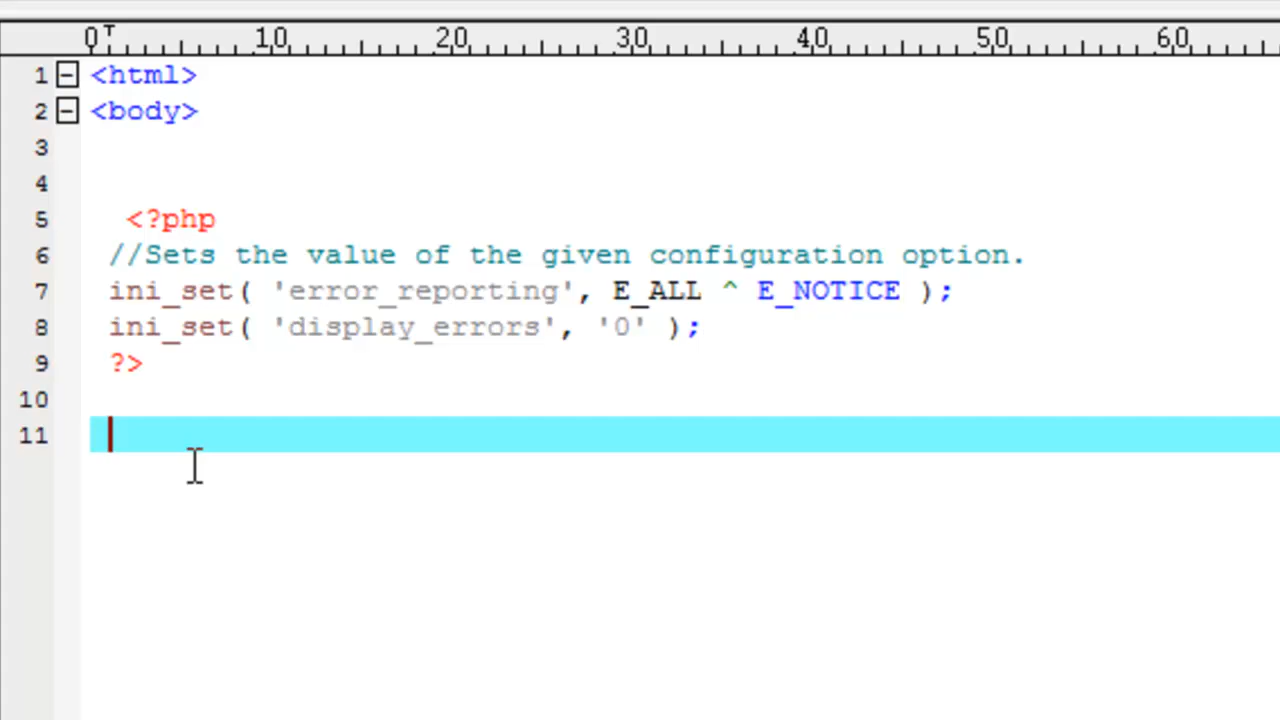 0 10 20 30 40 50 60
1 <html>
2 <body>
3
4
5 <?php
6 //Sets the value of the given configuration option.
7 ini_set( 'error_reporting', E_ALL ^ E_NOTICE );
8 ini_set( 'display_errors', '0' );
9 ?>
10
11